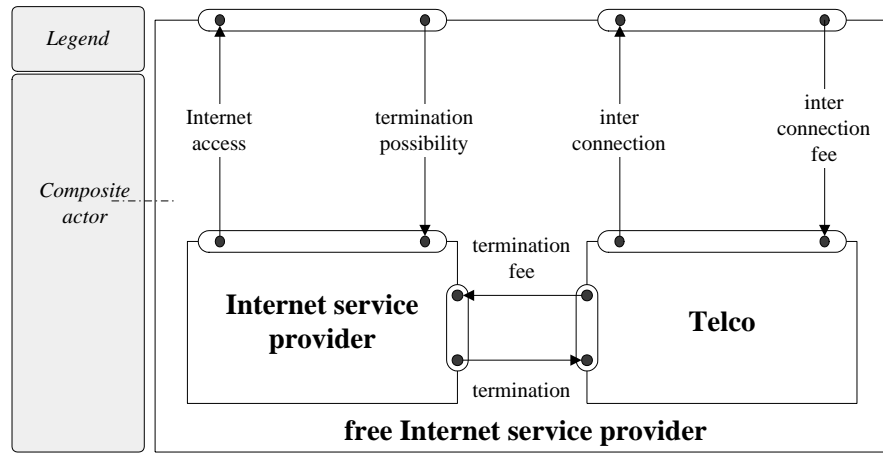 Legend
Composite
actor
Internet
access
termination
possibility
inter
connection
inter
connection
fee
termination
fee
Internet service
provider
Telco
termination
free Internet service provider